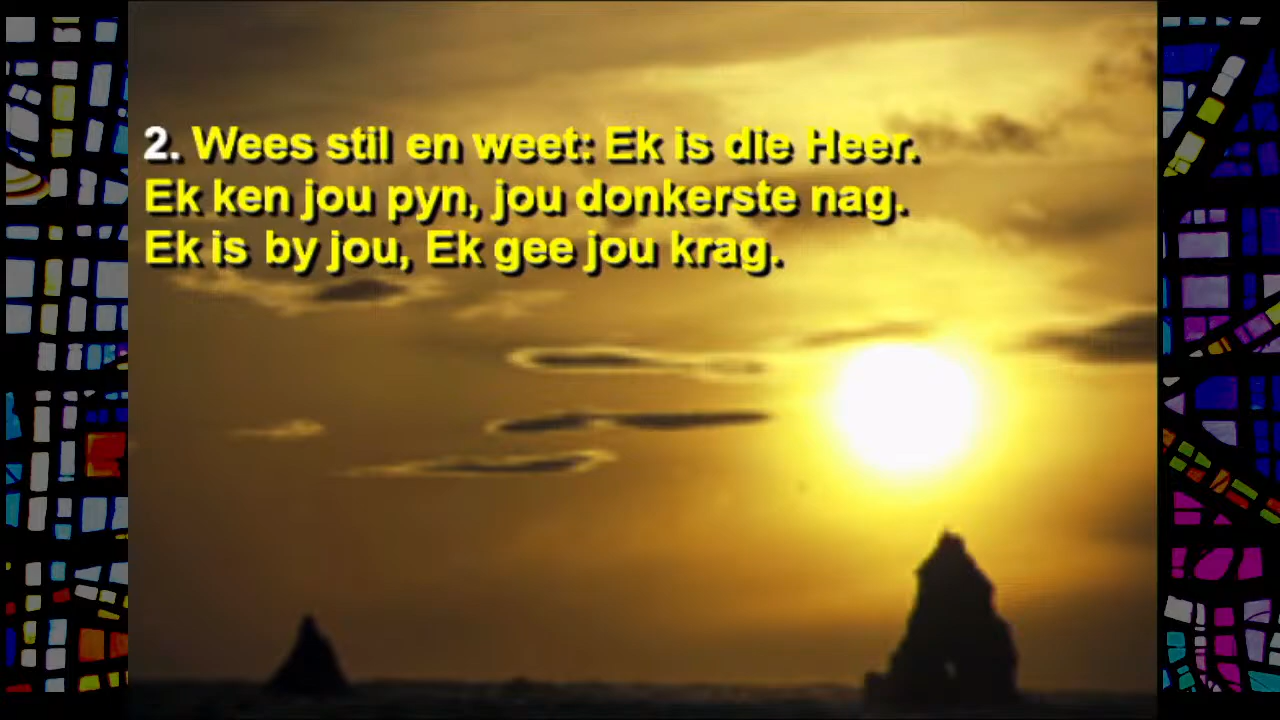 2. Wees stil en weet: Ek is die Heer.
Ek ken jou pyn, jou donkerste nag.
Ek is by jou, Ek gee jou krag.